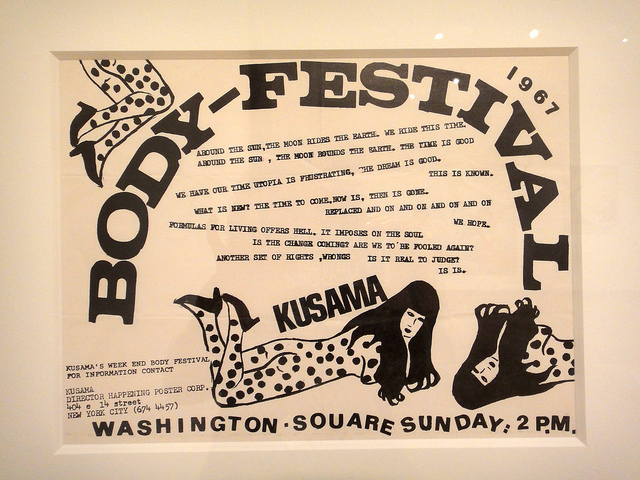 BODY-FESTIVAL
1967
AROUND THE SUN,THE MOON RIDES THE EARTH. WE RIDE THIS TIME.
AROUND THE SUN , THE MOON ROUNDS THE EARTH. THE TIME IS GOOD
THIS IS KNOWN.
WE HAVE OUR TIME UTOPIA IS FRUSTRATING, THE DREAM IS GOOD.
WHAT IS NEW? THE TIME TO COME,NOW IS, THEN IS GONE.
REPLACED AND ON AND ON AND ON AND ON
WE HOPE.
FORMULAS FOR LIVING OFFERS HELL. IT IMPOSES ON THE SOUL
IS THE CHANGE COMING? ARE WE TO BE FOOLED AGAIN?
ANOTHER SET OF RIGHTS ,WRONGS IS IT REAL TO JUDGE?
IS IS.
KUSAMA
KUSAMA'S WEEK END BODY FESTIVAL
FOR INFORMATION CONTACT
KUSAMA
DIRECTOR HAPPENING POSTER CORP.
404 e 14 street
NEW YORK CITY (674 4457)
WASHINGTON·SQUARE SUNDAY: 2 P.M.